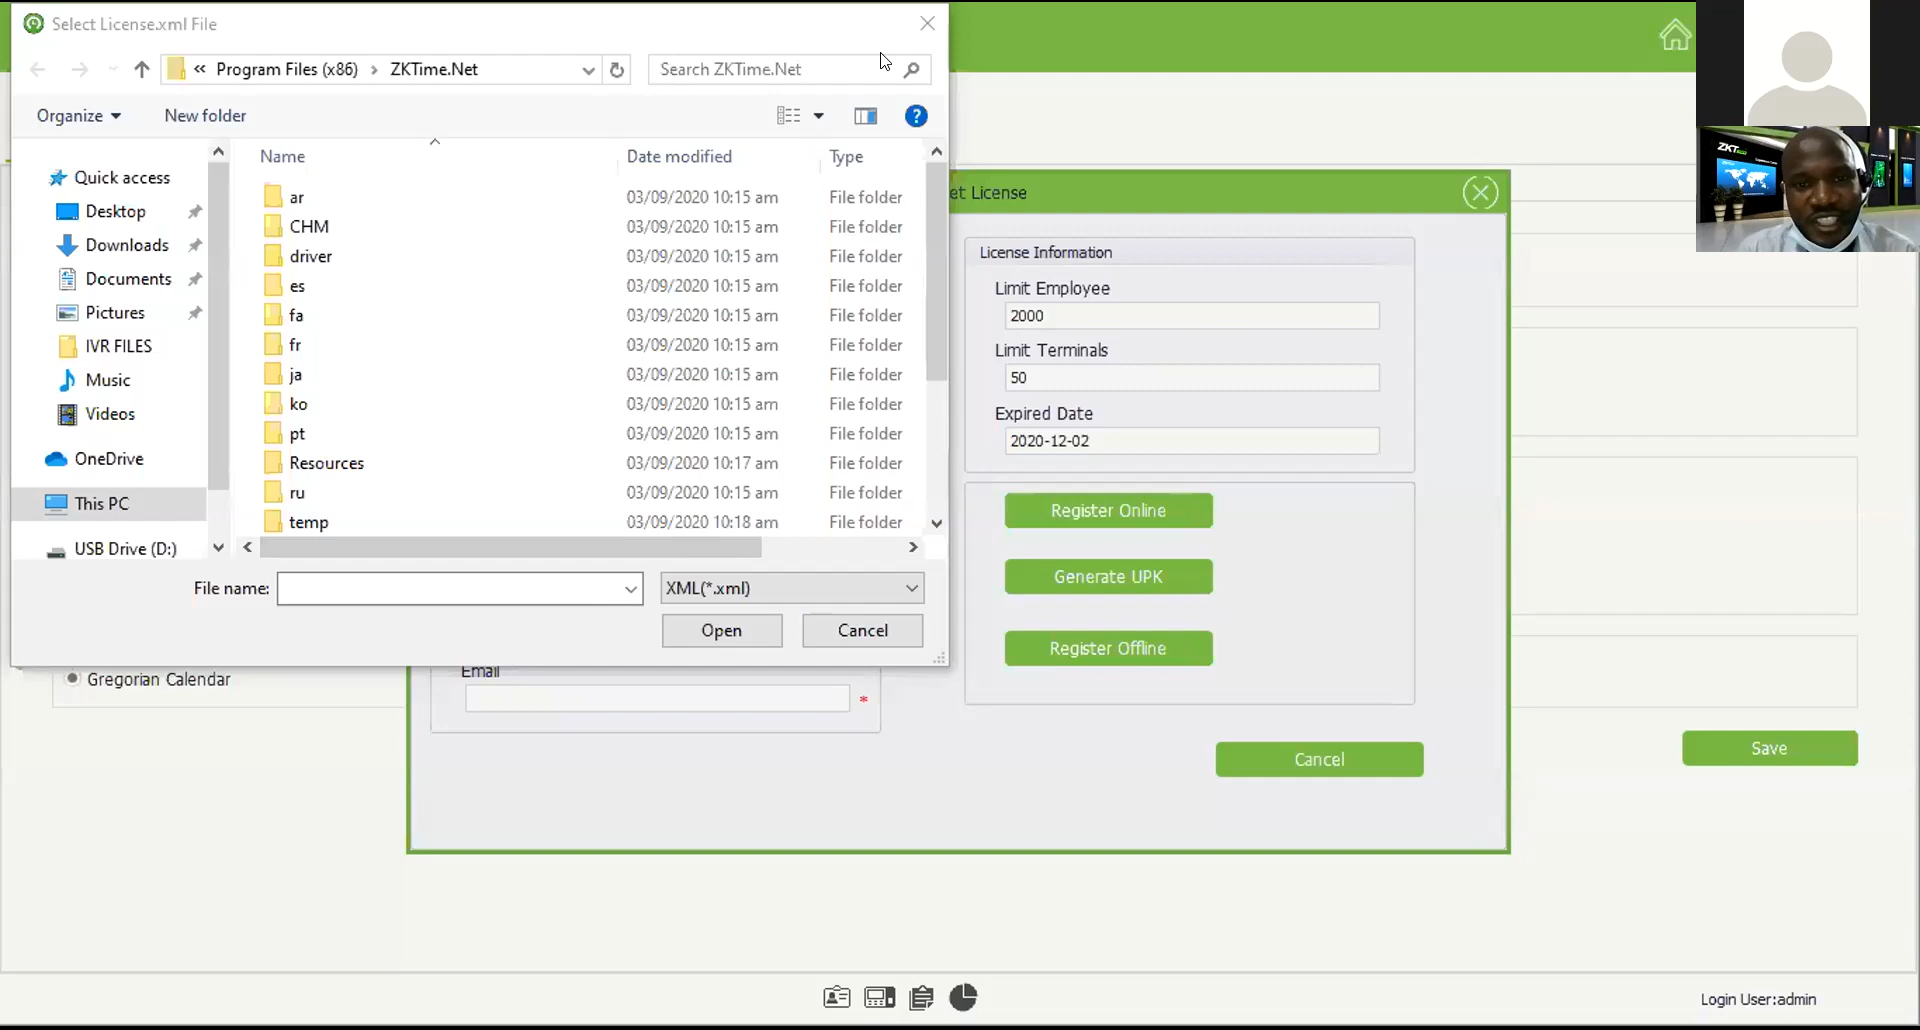 Select License.xml File
« Program Files (x86) > ZKTime.Net
Search ZKTime.Net
Organize
New folder
?
Quick access
Desktop
Downloads
Documents
Pictures
IVR FILES
Music
Videos
OneDrive
This PC
USB Drive (D:)
Name Date modified Type
ar 03/09/2020 10:15 am File folder
CHM 03/09/2020 10:15 am File folder
driver 03/09/2020 10:15 am File folder
es 03/09/2020 10:15 am File folder
fa 03/09/2020 10:15 am File folder
fr 03/09/2020 10:15 am File folder
ja 03/09/2020 10:15 am File folder
ko 03/09/2020 10:15 am File folder
pt 03/09/2020 10:15 am File folder
Resources 03/09/2020 10:17 am File folder
ru 03/09/2020 10:15 am File folder
temp 03/09/2020 10:18 am File folder
File name:
XML(*.xml)
Open
Cancel
et License
License Information
Limit Employee
2000
Limit Terminals
50
Expired Date
2020-12-02
Register Online
Generate UPK
Register Offline
Email
*
Cancel
Gregorian Calendar
Save
Login User:admin